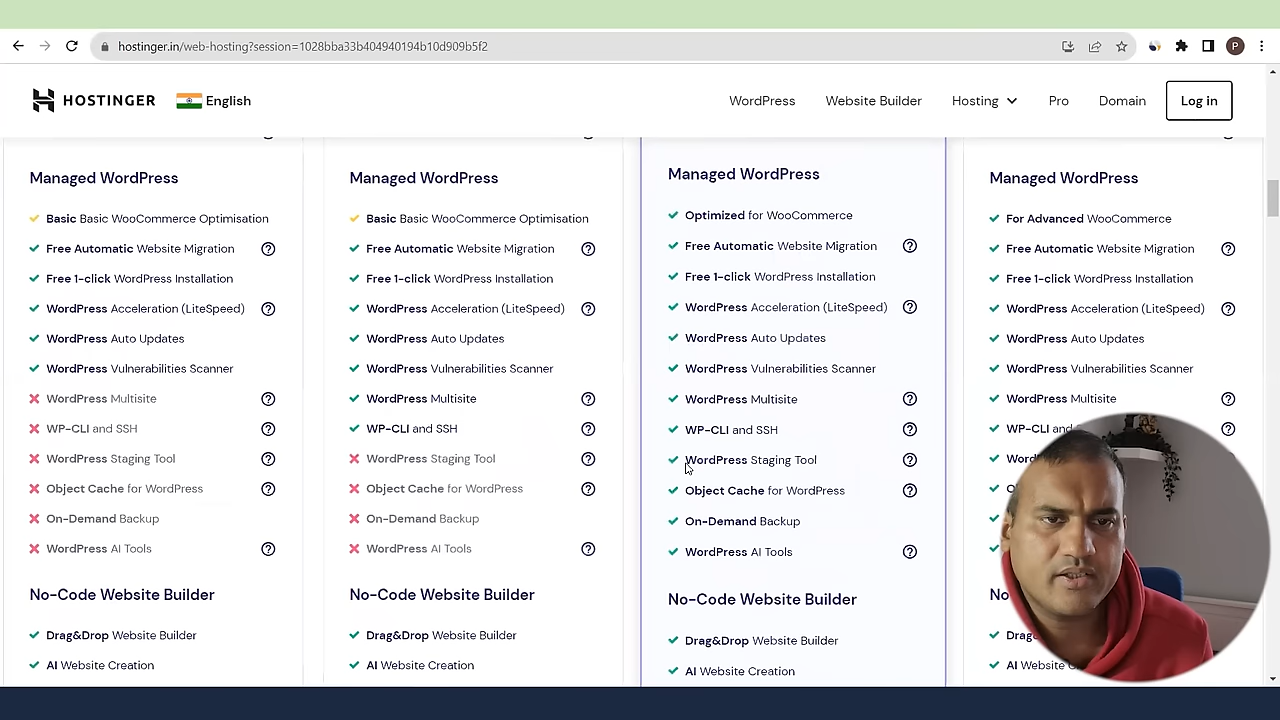 hostinger.in/web-hosting?session=
P
HOSTINGER
English
WordPress
Website Builder
Hosting
Pro
Domain
Log in
Managed WordPress
Basic Basic WooCommerce Optimisation
Free Automatic Website Migration
Free 1-click WordPress Installation
WordPress Acceleration (LiteSpeed)
WordPress Auto Updates
WordPress Vulnerabilities Scanner
WordPress Multisite
WP-CLI and SSH
WordPress Staging Tool
Object Cache for WordPress
On-Demand Backup
WordPress AI Tools
No-Code Website Builder
Drag&Drop Website Builder
AI Website Creation
Managed WordPress
Basic Basic WooCommerce Optimisation
Free Automatic Website Migration
Free 1-click WordPress Installation
WordPress Acceleration (LiteSpeed)
WordPress Auto Updates
WordPress Vulnerabilities Scanner
WordPress Multisite
WP-CLI and SSH
WordPress Staging Tool
Object Cache for WordPress
On-Demand Backup
WordPress AI Tools
No-Code Website Builder
Drag&Drop Website Builder
AI Website Creation
Managed WordPress
Optimized for WooCommerce
Free Automatic Website Migration
Free 1-click WordPress Installation
WordPress Acceleration (LiteSpeed)
WordPress Auto Updates
WordPress Vulnerabilities Scanner
WordPress Multisite
WP-CLI and SSH
WordPress Staging Tool
Object Cache for WordPress
On-Demand Backup
WordPress AI Tools
No-Code Website Builder
Drag&Drop Website Builder
AI Website Creation
Managed WordPress
For Advanced WooCommerce
Free Automatic Website Migration
Free 1-click WordPress Installation
WordPress Acceleration (LiteSpeed)
WordPress Auto Updates
WordPress Vulnerabilities Scanner
WordPress Multisite
WP-CLI
AI Website